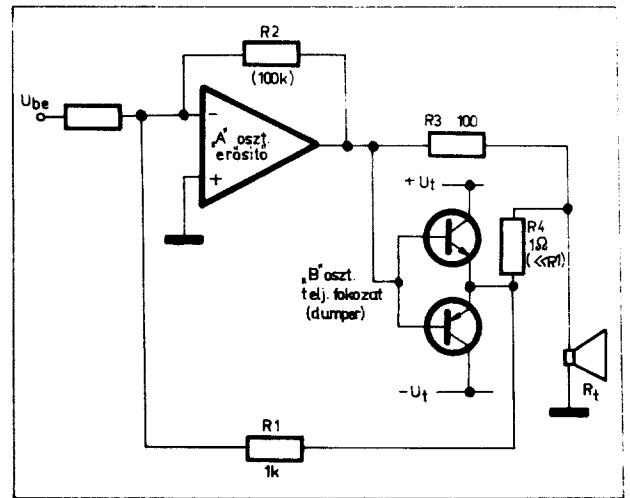 R2
(100k)
Ube
-
„A" oszt.
erősítő
+
R3 100
+Ut
R4
1Ω
(≪R1)
„B" oszt.
telj. fokozat
(dumper)
-Ut
Rt
R1
1k